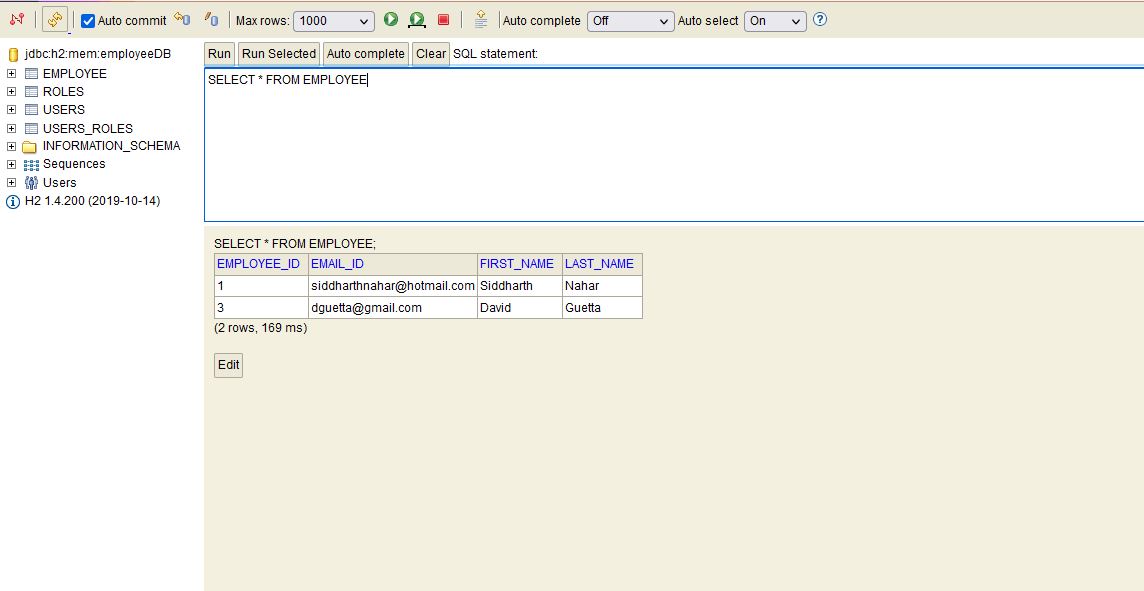 Auto commit Max rows: 1000 Auto complete Off Auto select On ?
jdbc:h2:mem:employeeDB
EMPLOYEE
ROLES
USERS
USERS_ROLES
INFORMATION_SCHEMA
Sequences
Users
H2 1.4.200 (2019-10-14)
Run Run Selected Auto complete Clear SQL statement:
SELECT * FROM EMPLOYEE
SELECT * FROM EMPLOYEE;
EMPLOYEE_ID EMAIL_ID FIRST_NAME LAST_NAME
1 siddharthnahar@hotmail.com Siddharth Nahar
3 dguetta@gmail.com David Guetta
(2 rows, 169 ms)
Edit